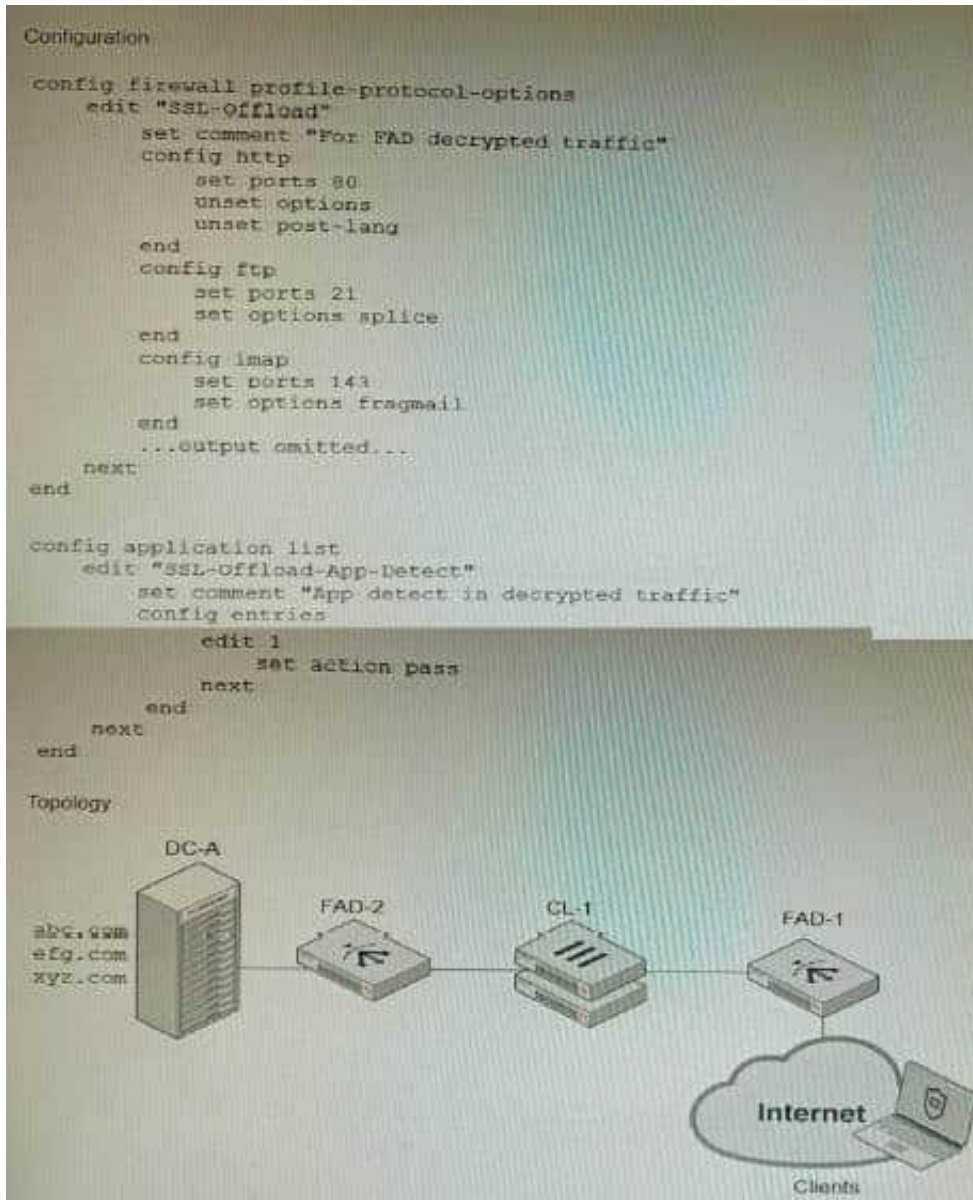 Configuration
config firewall profile-protocol-options
edit "SSL-Offload"
set comment "For FAD decrypted traffic"
config http
set ports 80
unset options
unset post-lang
end
config ftp
set ports 21
set options splice
end
config imap
set ports 143
set options fragmail
end
...output omitted...
next
end
config application list
edit "SSL-Offload-App-Detect"
set comment "App detect in decrypted traffic"
config entries
edit 1
set action pass
next
end
next
end
Topology
DC-A
FAD-2
CL-1
FAD-1
abc.com
efg.com
xyz.com
Internet
Clients